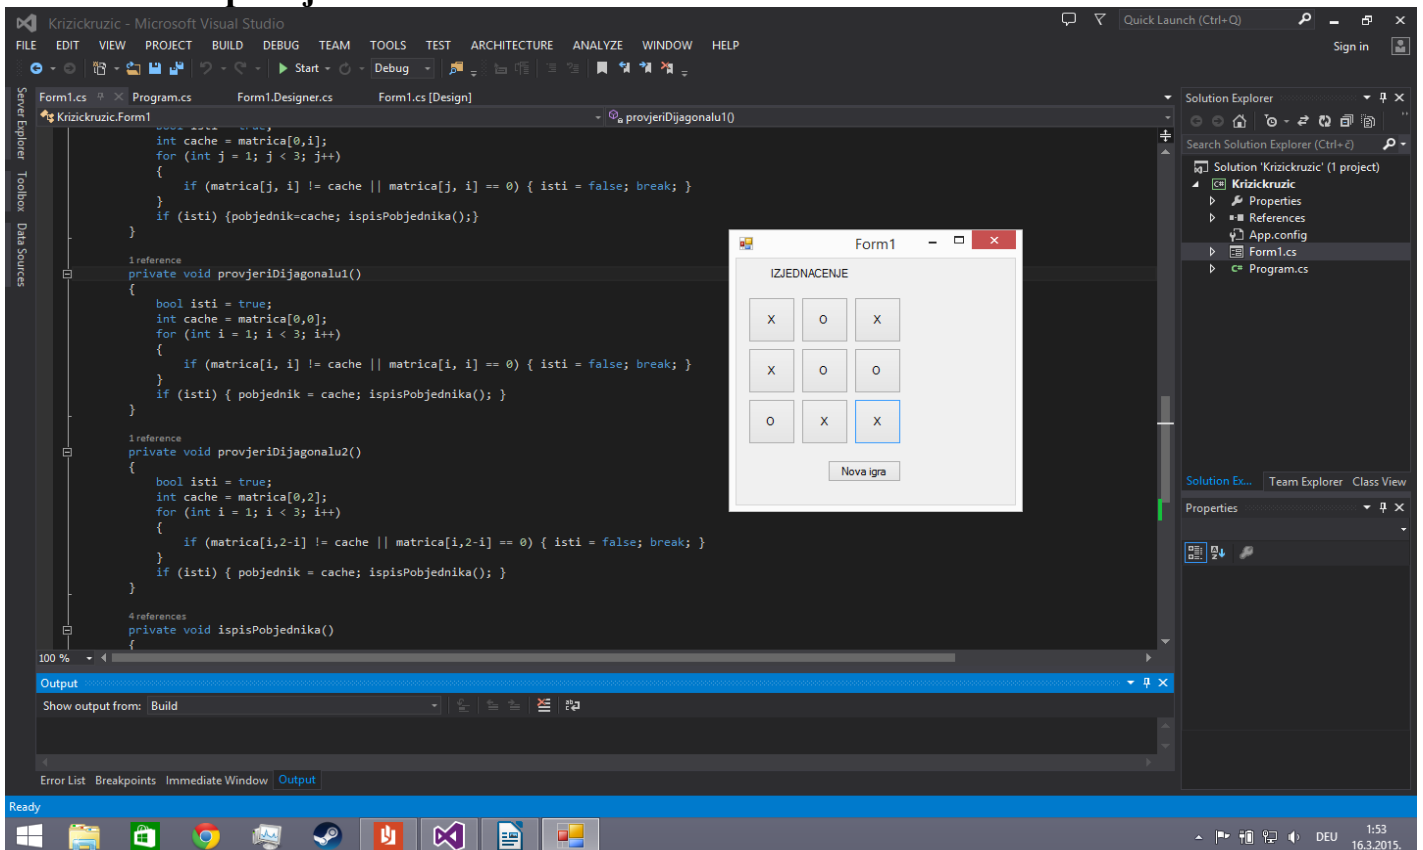 Krizickruzic - Microsoft Visual Studio
Quick Launch (Ctrl+Q)
FILE EDIT VIEW PROJECT BUILD DEBUG TEAM TOOLS TEST ARCHITECTURE ANALYZE WINDOW HELP
Sign in
Start
Debug
Server Explorer
Toolbox
Data Sources
Form1.cs Program.cs Form1.Designer.cs Form1.cs [Design]
Krizickruzic.Form1
provjeriDijagonalu1()
bool isti = true;
int cache = matrica[0,i];
for (int j = 1; j < 3; j++)
{
if (matrica[j, i] != cache || matrica[j, i] == 0) { isti = false; break; }
}
if (isti) {pobjednik=cache; ispisPobjednika();}
}
1 reference
private void provjeriDijagonalu1()
{
bool isti = true;
int cache = matrica[0,0];
for (int i = 1; i < 3; i++)
{
if (matrica[i, i] != cache || matrica[i, i] == 0) { isti = false; break; }
}
if (isti) { pobjednik = cache; ispisPobjednika(); }
}
1 reference
private void provjeriDijagonalu2()
{
bool isti = true;
int cache = matrica[0,2];
for (int i = 1; i < 3; i++)
{
if (matrica[i,2-i] != cache || matrica[i,2-i] == 0) { isti = false; break; }
}
if (isti) { pobjednik = cache; ispisPobjednika(); }
}
4 references
private void ispisPobjednika()
{
100 %
Form1
IZJEDNACENJE
X O X
X O O
O X X
Nova igra
Solution Explorer
Search Solution Explorer (Ctrl+č)
Solution 'Krizickruzic' (1 project)
Krizickruzic
Properties
References
App.config
Form1.cs
Program.cs
Solution Ex... Team Explorer Class View
Properties
Output
Show output from: Build
Error List Breakpoints Immediate Window Output
Ready
DEU
1:53
16.3.2015.